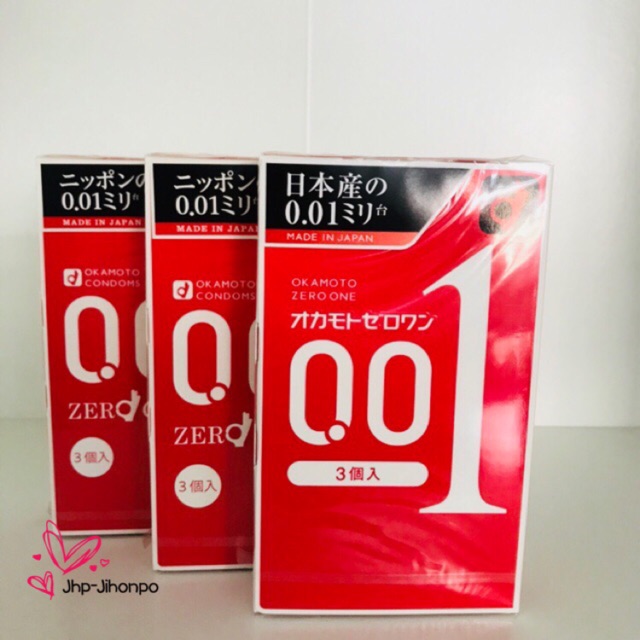 ニッポンの
0.01ミリ台
MADE IN JAPAN
OKAMOTO
CONDOMS
0.0
ZERO
3個入
ニッポンの
0.01ミリ台
MADE IN JAPAN
OKAMOTO
CONDOMS
0.0
ZERO
3個入
日本産の
0.01ミリ台
MADE IN JAPAN
OKAMOTO
ZERO ONE
オカモトゼロワン
0.01
3個入
Jhp-Jihonpo